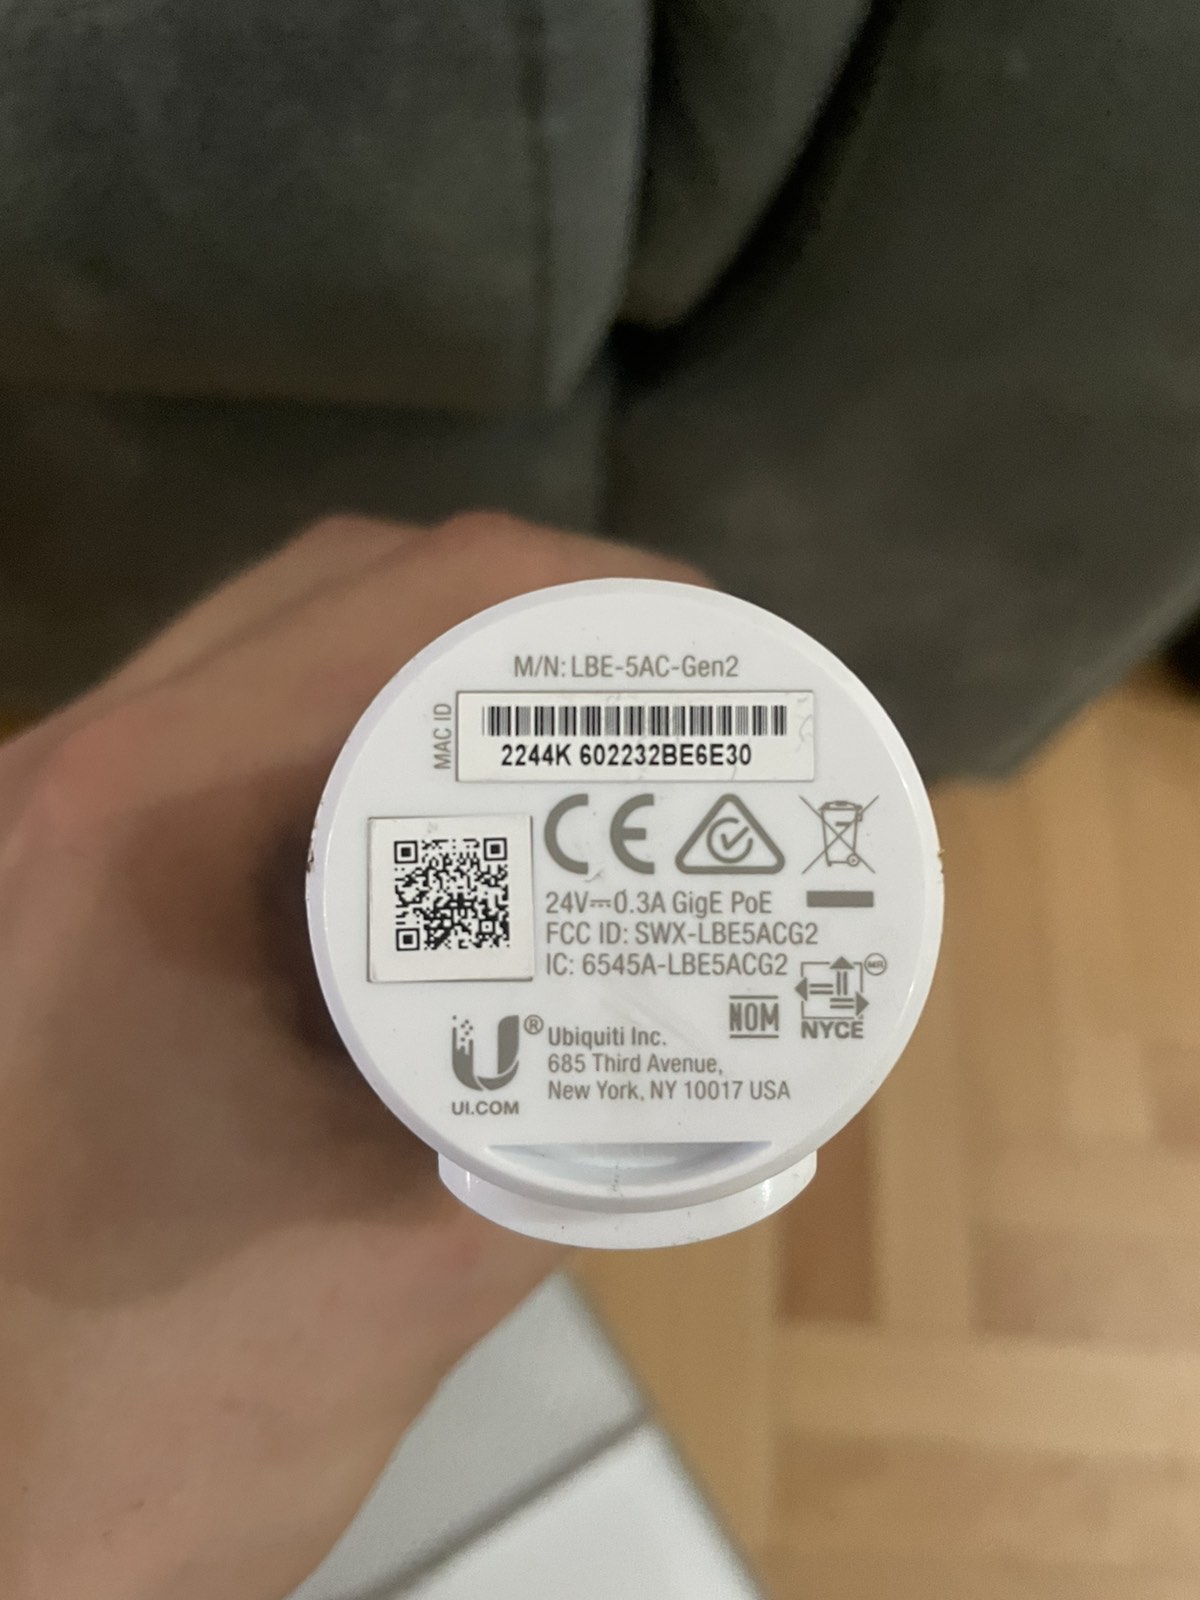 M/N: LBE-5AC-Gen2
MAC ID
2244K 602232BE6E30
CE
24V⎓0.3A GigE PoE
FCC ID: SWX-LBE5ACG2
IC: 6545A-LBE5ACG2
NOM
NYCE
U®
UI.COM
Ubiquiti Inc.
685 Third Avenue,
New York, NY 10017 USA